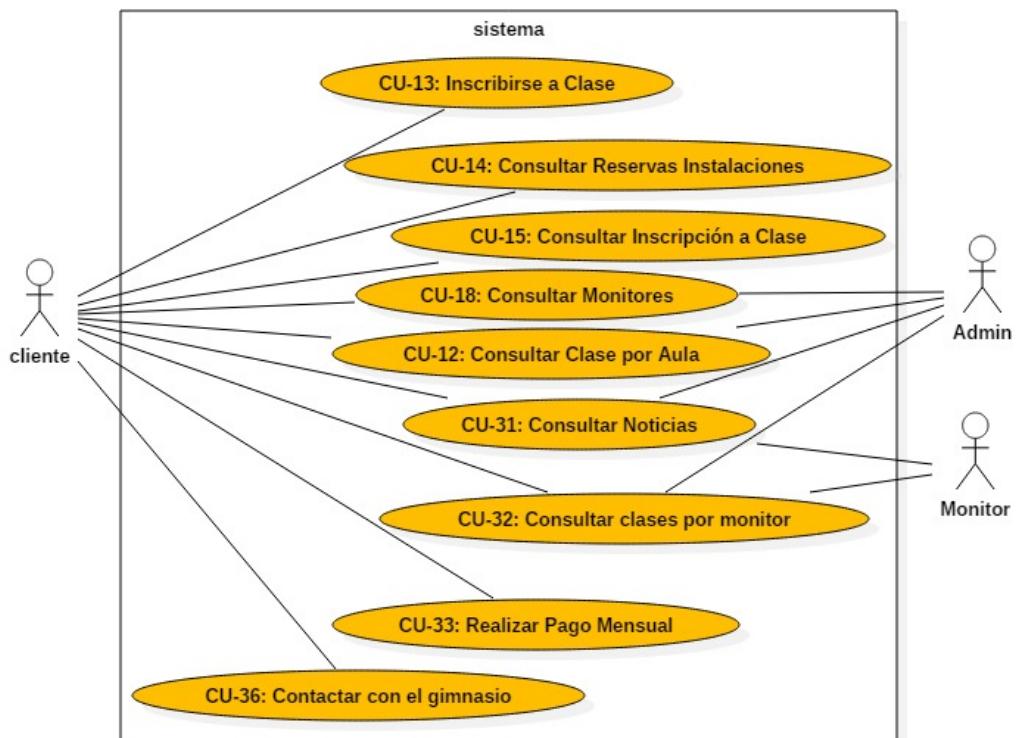 sistema
CU-13: Inscribirse a Clase
CU-14: Consultar Reservas Instalaciones
CU-15: Consultar Inscripción a Clase
CU-18: Consultar Monitores
CU-12: Consultar Clase por Aula
CU-31: Consultar Noticias
CU-32: Consultar clases por monitor
CU-33: Realizar Pago Mensual
CU-36: Contactar con el gimnasio
cliente
Admin
Monitor